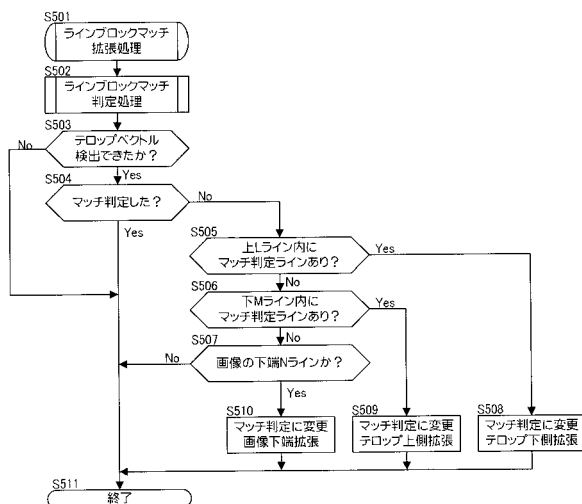 S501
ラインブロックマッチ
拡張処理
S502
ラインブロックマッチ
判定処理
S503
テロップベクトル
検出できたか？
No
Yes
S504
マッチ判定した？
No
Yes
S505
上Lライン内に
マッチ判定ラインあり？
Yes
No
S506
下Mライン内に
マッチ判定ラインあり？
Yes
No
S507
画像の下端Nラインか？
No
Yes
S510
マッチ判定に変更
画像下端拡張
S509
マッチ判定に変更
テロップ上側拡張
S508
マッチ判定に変更
テロップ下側拡張
S511
終了